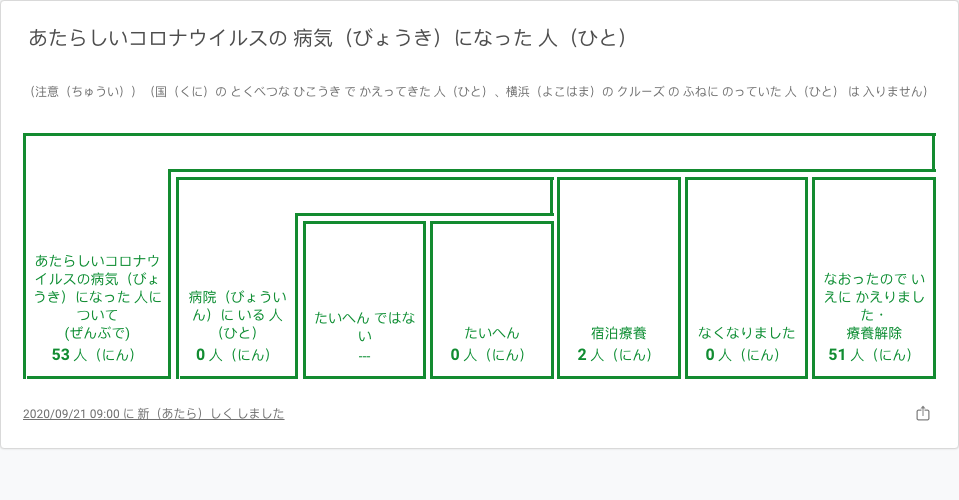 あたらしいコロナウイルスの 病気（びょうき）になった 人（ひと）
（注意（ちゅうい））（国（くに）の とくべつな ひこうき で かえってきた 人（ひと）、横浜（よこはま）の クルーズ の ふねに のっていた 人（ひと） は 入りません）
あたらしいコロナウ
イルスの病気（びょ
うき）になった 人に
ついて
(ぜんぶで)
53 人（にん）
病院（びょうい
ん）に いる 人
（ひと）
0 人（にん）
たいへん ではな
い
---
たいへん
0 人（にん）
宿泊療養
2 人（にん）
なくなりました
0 人（にん）
なおったので い
えに かえりまし
た・
療養解除
51 人（にん）
2020/09/21 09:00 に 新（あたら）しく しました